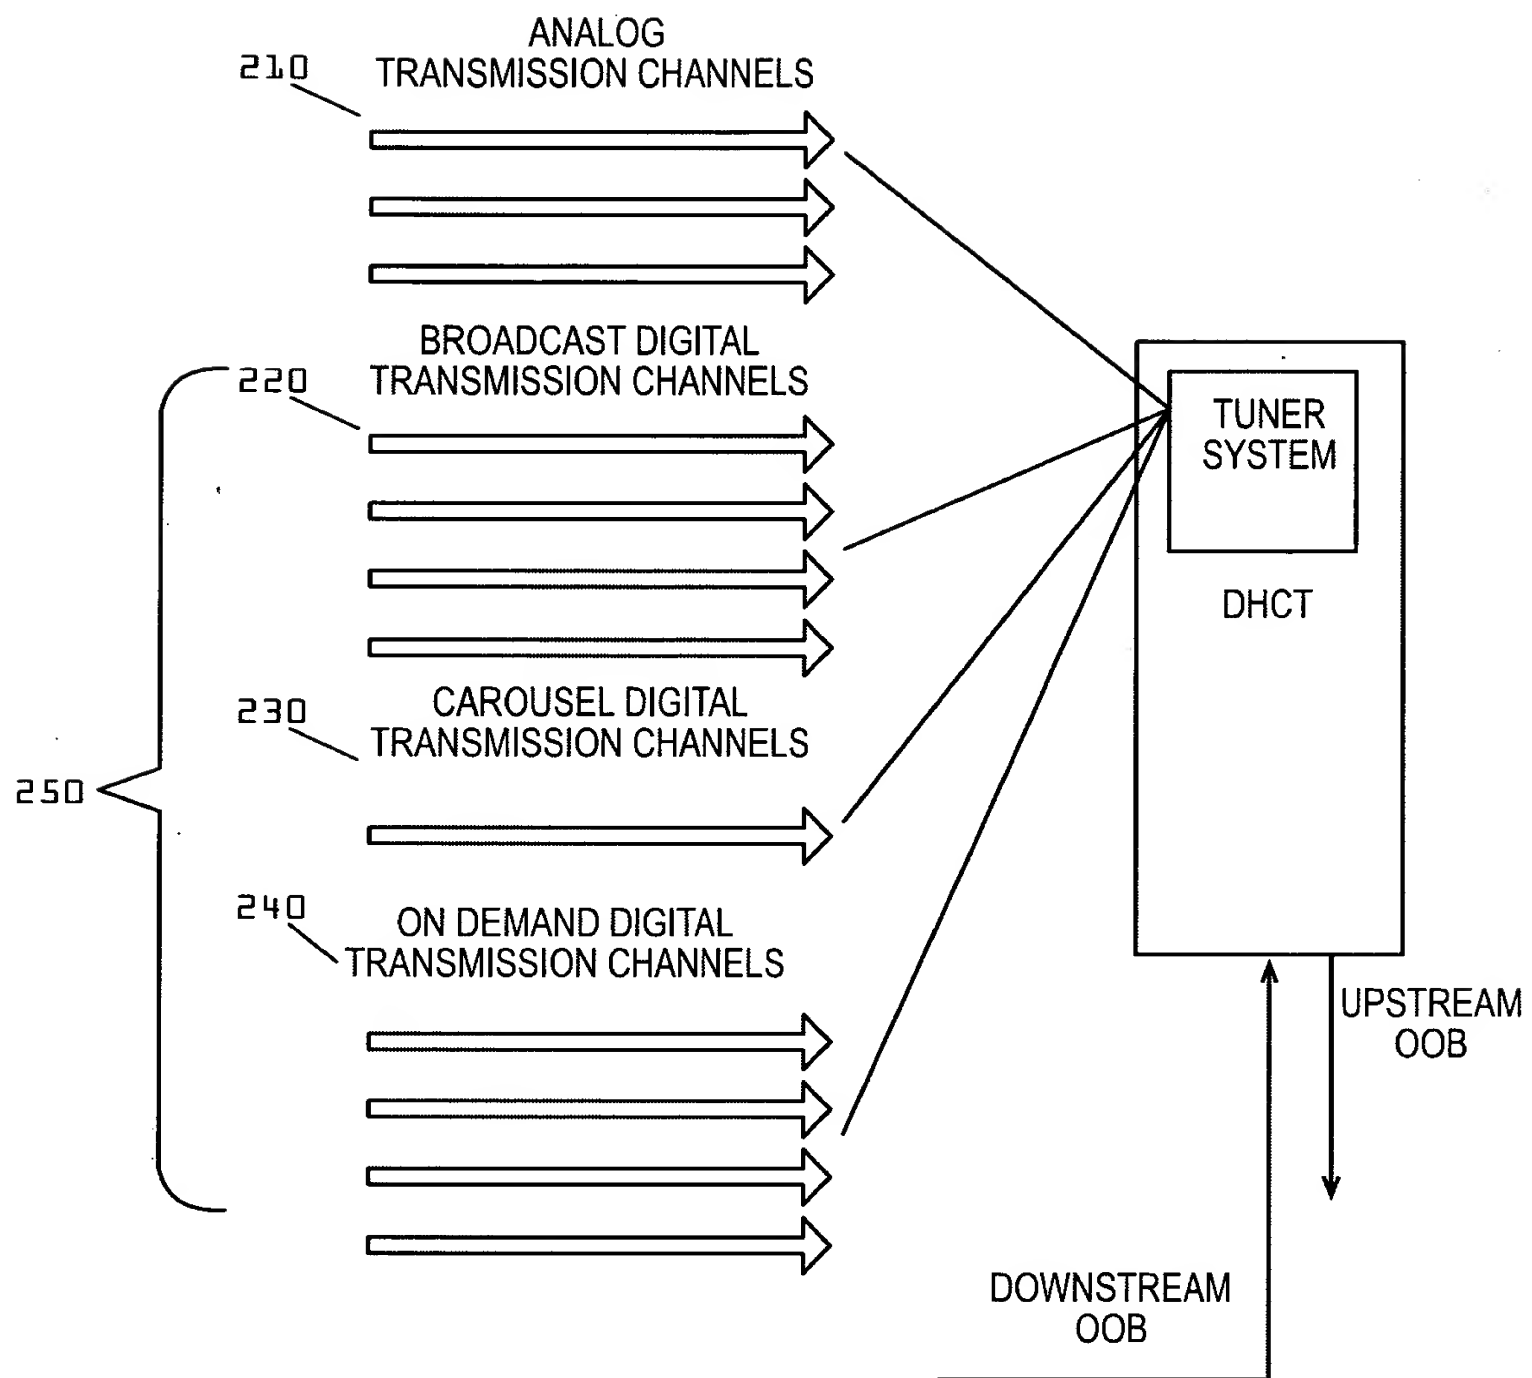 ANALOG
210
TRANSMISSION CHANNELS
BROADCAST DIGITAL
220
TRANSMISSION CHANNELS
TUNER
SYSTEM
DHCT
CAROUSEL DIGITAL
230
TRANSMISSION CHANNELS
250
240
ON DEMAND DIGITAL
TRANSMISSION CHANNELS
UPSTREAM
OOB
DOWNSTREAM
OOB